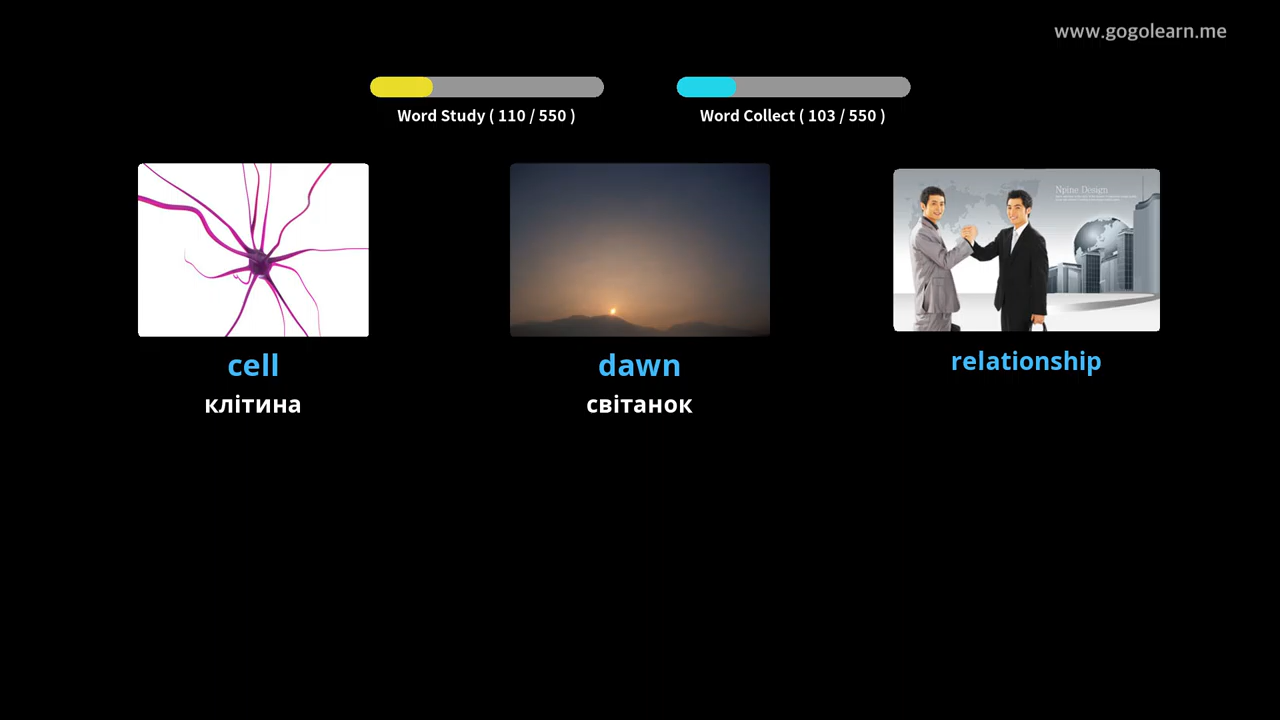 www.gogolearn.me
Word Study ( 110 / 550 )
Word Collect ( 103 / 550 )
Npine Design
cell
dawn
relationship
клітина
світанок